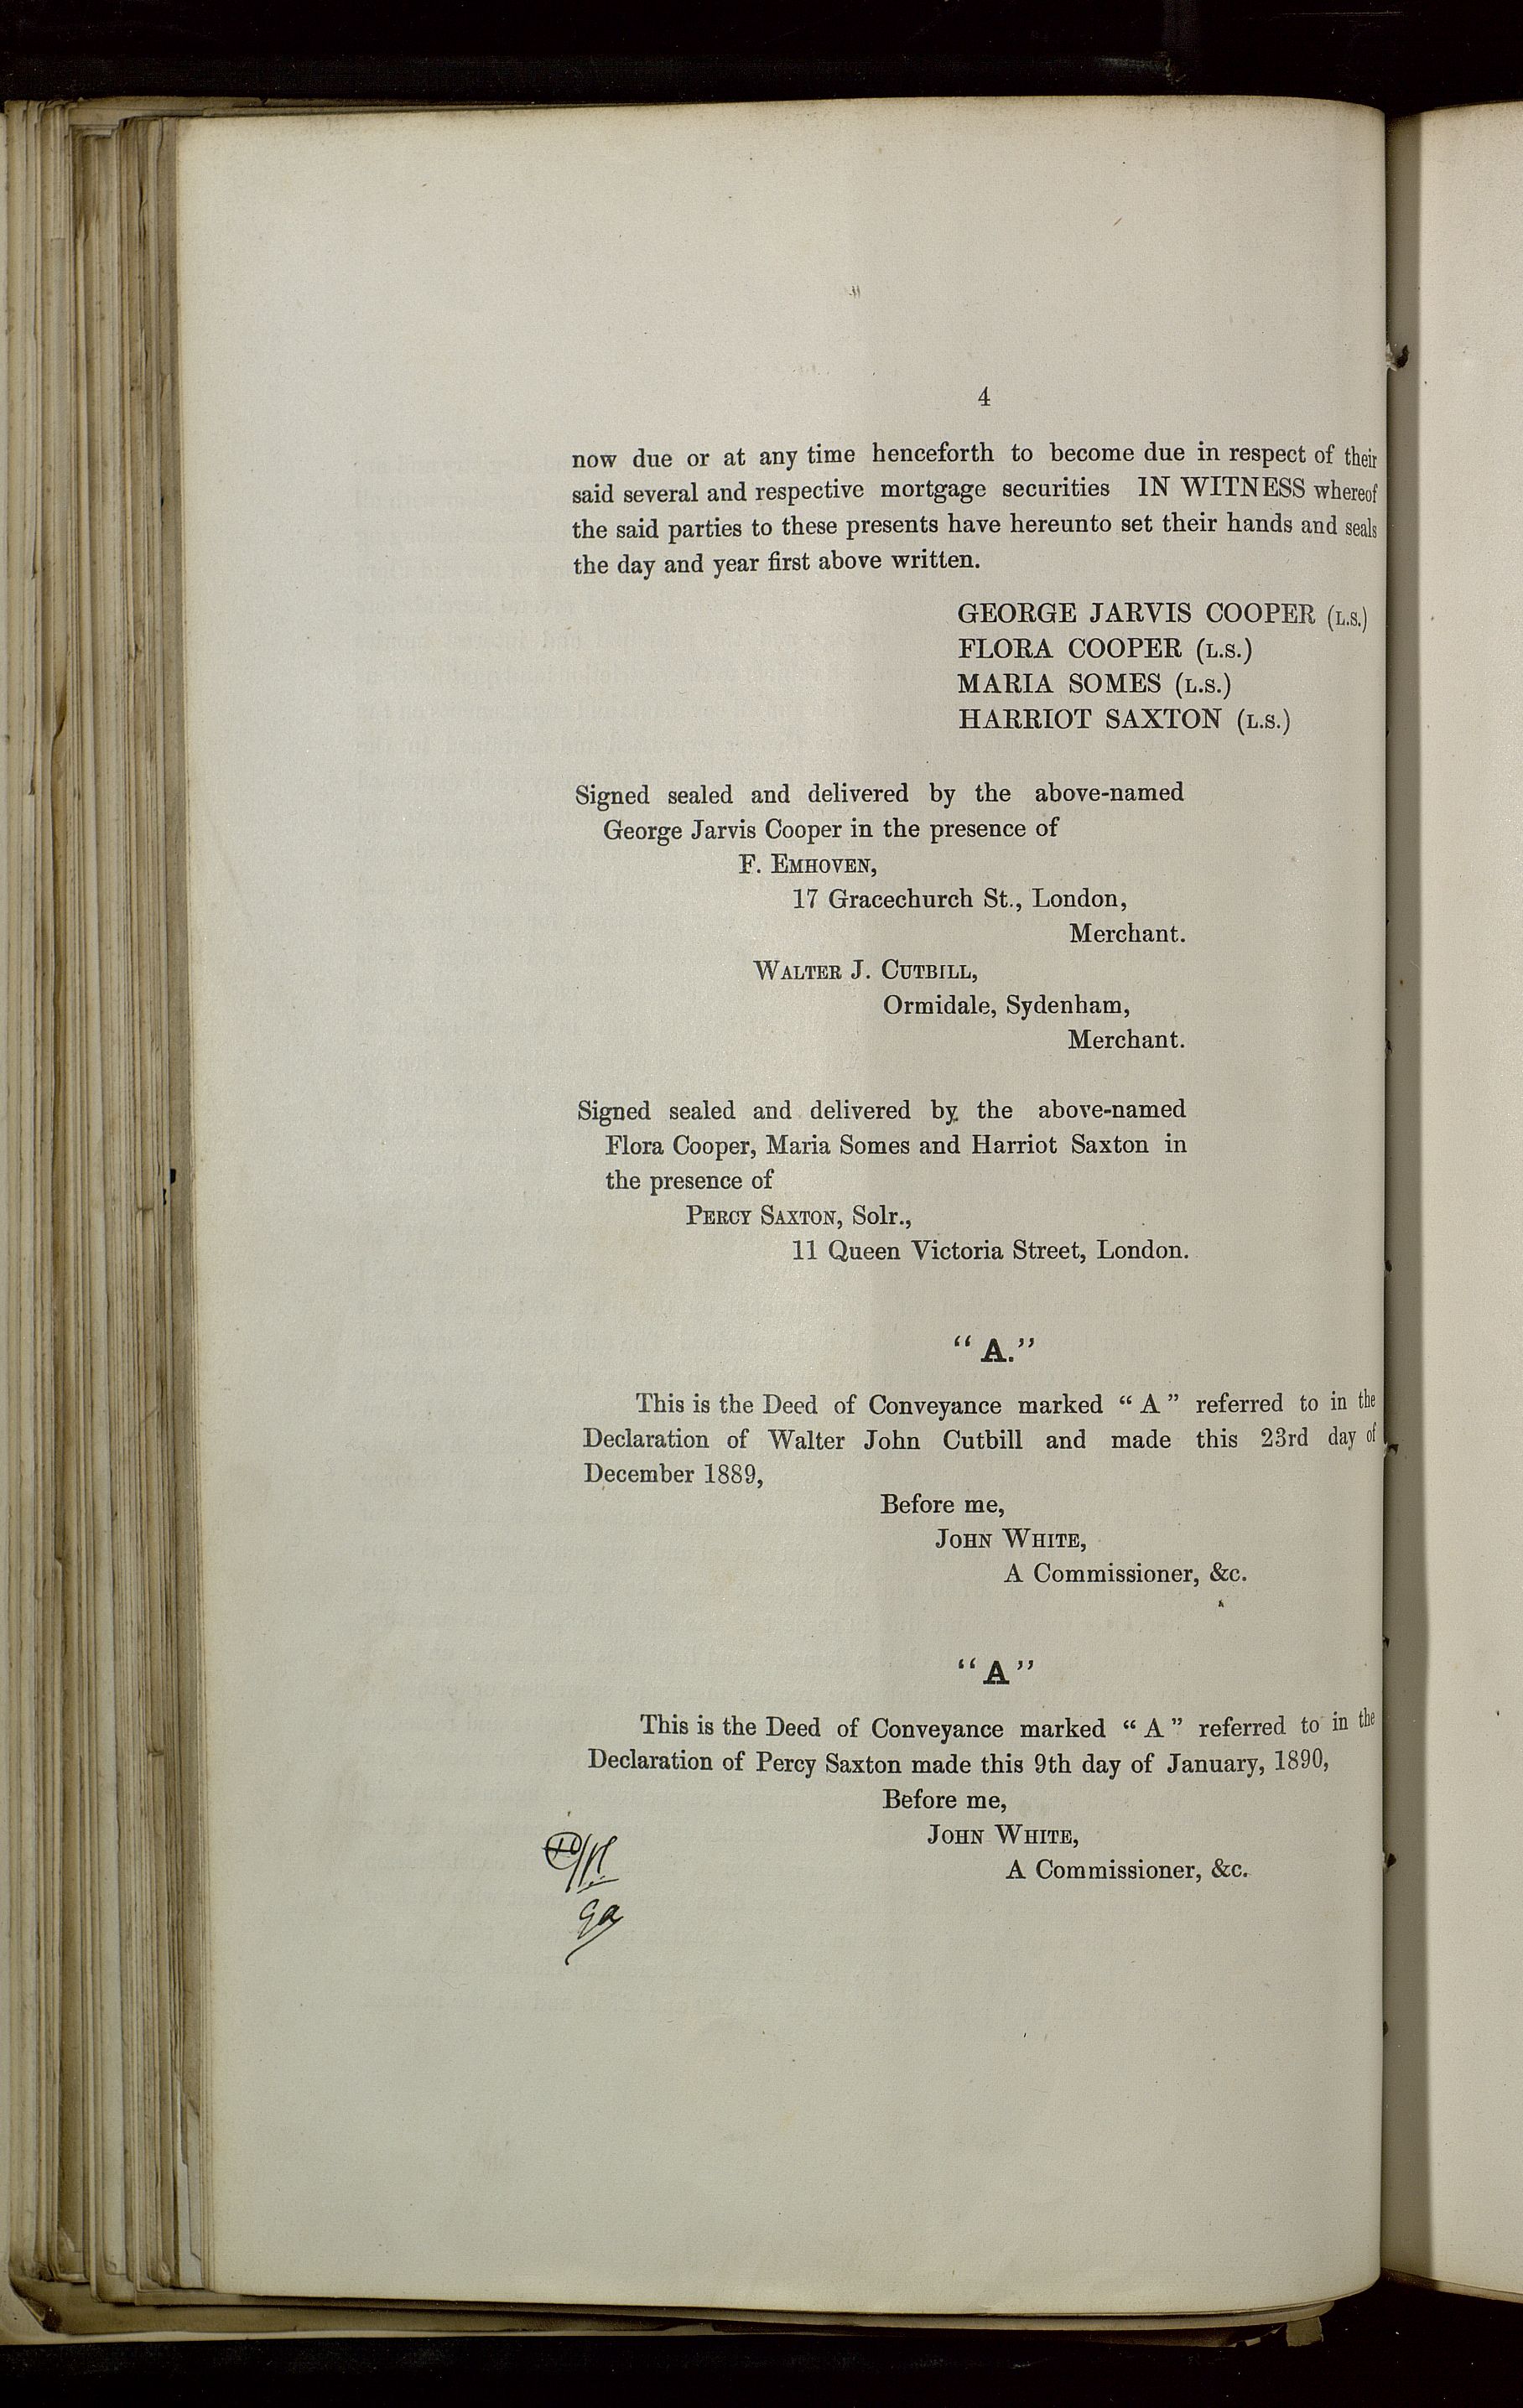 4
now due or at any time henceforth to become due in respect of their
said several and respective mortgage securities IN WITNESS whereof
the said parties to these presents have hereunto set their hands and seals
the day and year first above written.
GEORGE JARVIS COOPER (L.S.)
FLORA COOPER (L.S.)
MARIA SOMES (L.S.)
HARRIOT SAXTON (L.S.)
Signed sealed and delivered by the above-named
George Jarvis Cooper in the presence of
F. EMHOVEN,
17 Gracechurch St., London,
Merchant.
WALTER J. CUTBILL,
Ormidale, Sydenham,
Merchant.
Signed sealed and delivered by the above-named
Flora Cooper, Maria Somes and Harriot Saxton in
the presence of
PERCY SAXTON, Solr.,
11 Queen Victoria Street, London.
“A.”
This is the Deed of Conveyance marked “A” referred to in the
Declaration of Walter John Cutbill and made this 23rd day of
December 1889,
Before me,
JOHN WHITE,
A Commissioner, &c.
“A”
This is the Deed of Conveyance marked “A” referred to in the
Declaration of Percy Saxton made this 9th day of January, 1890,
Before me,
JOHN WHITE,
A Commissioner, &c.